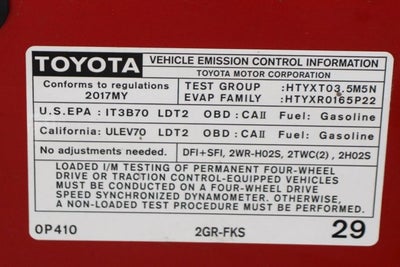 TOYOTA VEHICLE EMISSION CONTROL INFORMATION
TOYOTA MOTOR CORPORATION
Conforms to regulations
2017MY
TEST GROUP :HTYXT03.5M5N
EVAP FAMILY :HTYXR0165P22
U.S.EPA : IT3B70 LDT2 OBD :CAII Fuel: Gasoline
California: ULEV70 LDT2 OBD :CAII Fuel: Gasoline
No adjustments needed. DFI+SFI, 2WR-HO2S, 2TWC(2), 2HO2S
LOADED I/M TESTING OF PERMANENT FOUR-WHEEL
DRIVE OR TRACTION CONTROL-EQUIPPED VEHICLES
MUST BE CONDUCTED ON A FOUR-WHEEL DRIVE
SPEED SYNCHRONIZED DYNAMOMETER. OTHERWISE,
A NON-LOADED TEST PROCEDURE MUST BE PERFORMED.
0P410 2GR-FKS 29